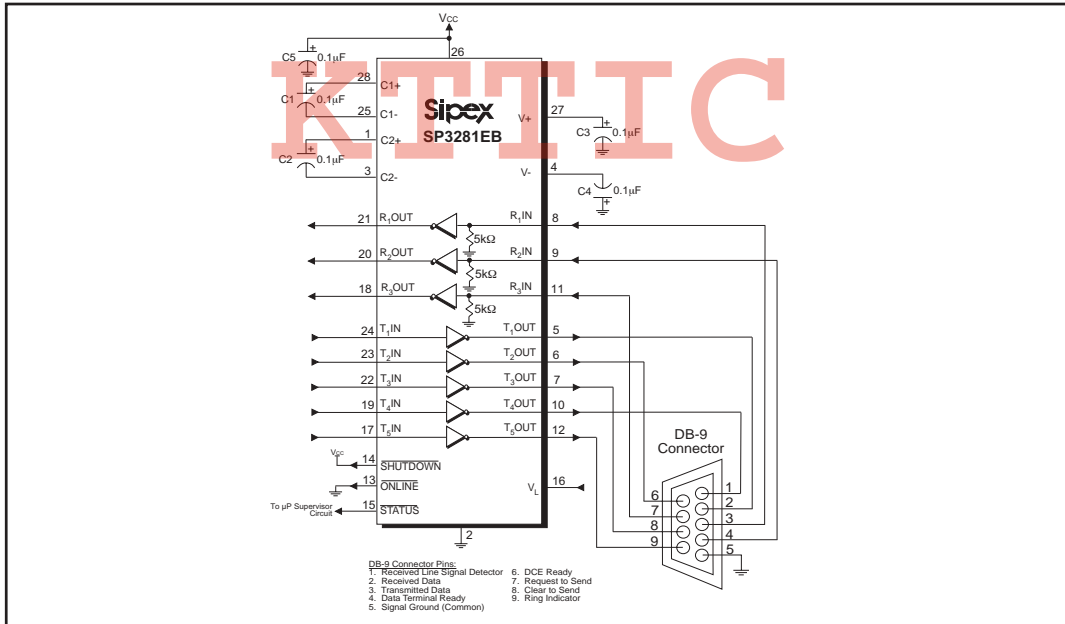 VCC
26
C5 + 0.1µF
28 C1+
C1 + 0.1µF
25 C1-
1 C2+
C2 + 0.1µF
3 C2-
KTTIC
Sipex
SP3281EB
V+ 27
C3 + 0.1µF
V- 4
C4 0.1µF +
21 R1OUT R1IN 8
5kΩ
20 R2OUT R2IN 9
5kΩ
18 R3OUT R3IN 11
5kΩ
24 T1IN T1OUT 5
23 T2IN T2OUT 6
22 T3IN T3OUT 7
19 T4IN T4OUT 10
17 T5IN T5OUT 12
VCC 14 SHUTDOWN
13 ONLINE
To µP Supervisor
Circuit
15 STATUS
VL 16
2
DB-9
Connector
6
7
8
9
1
2
3
4
5
DB-9 Connector Pins:
1. Received Line Signal Detector
2. Received Data
3. Transmitted Data
4. Data Terminal Ready
5. Signal Ground (Common)
6. DCE Ready
7. Request to Send
8. Clear to Send
9. Ring Indicator